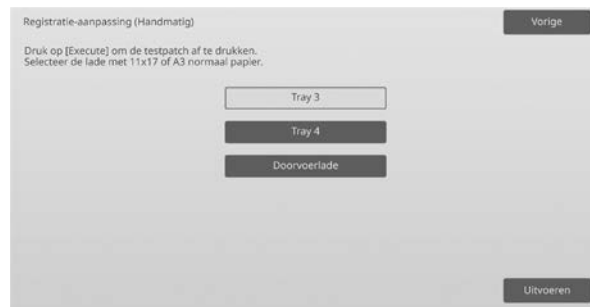 Registratie-aanpassing (Handmatig)
Vorige
Druk op [Execute] om de testpatch af te drukken.
Selecteer de lade met 11x17 of A3 normaal papier.
Tray 3
Tray 4
Doorvoerlade
Uitvoeren